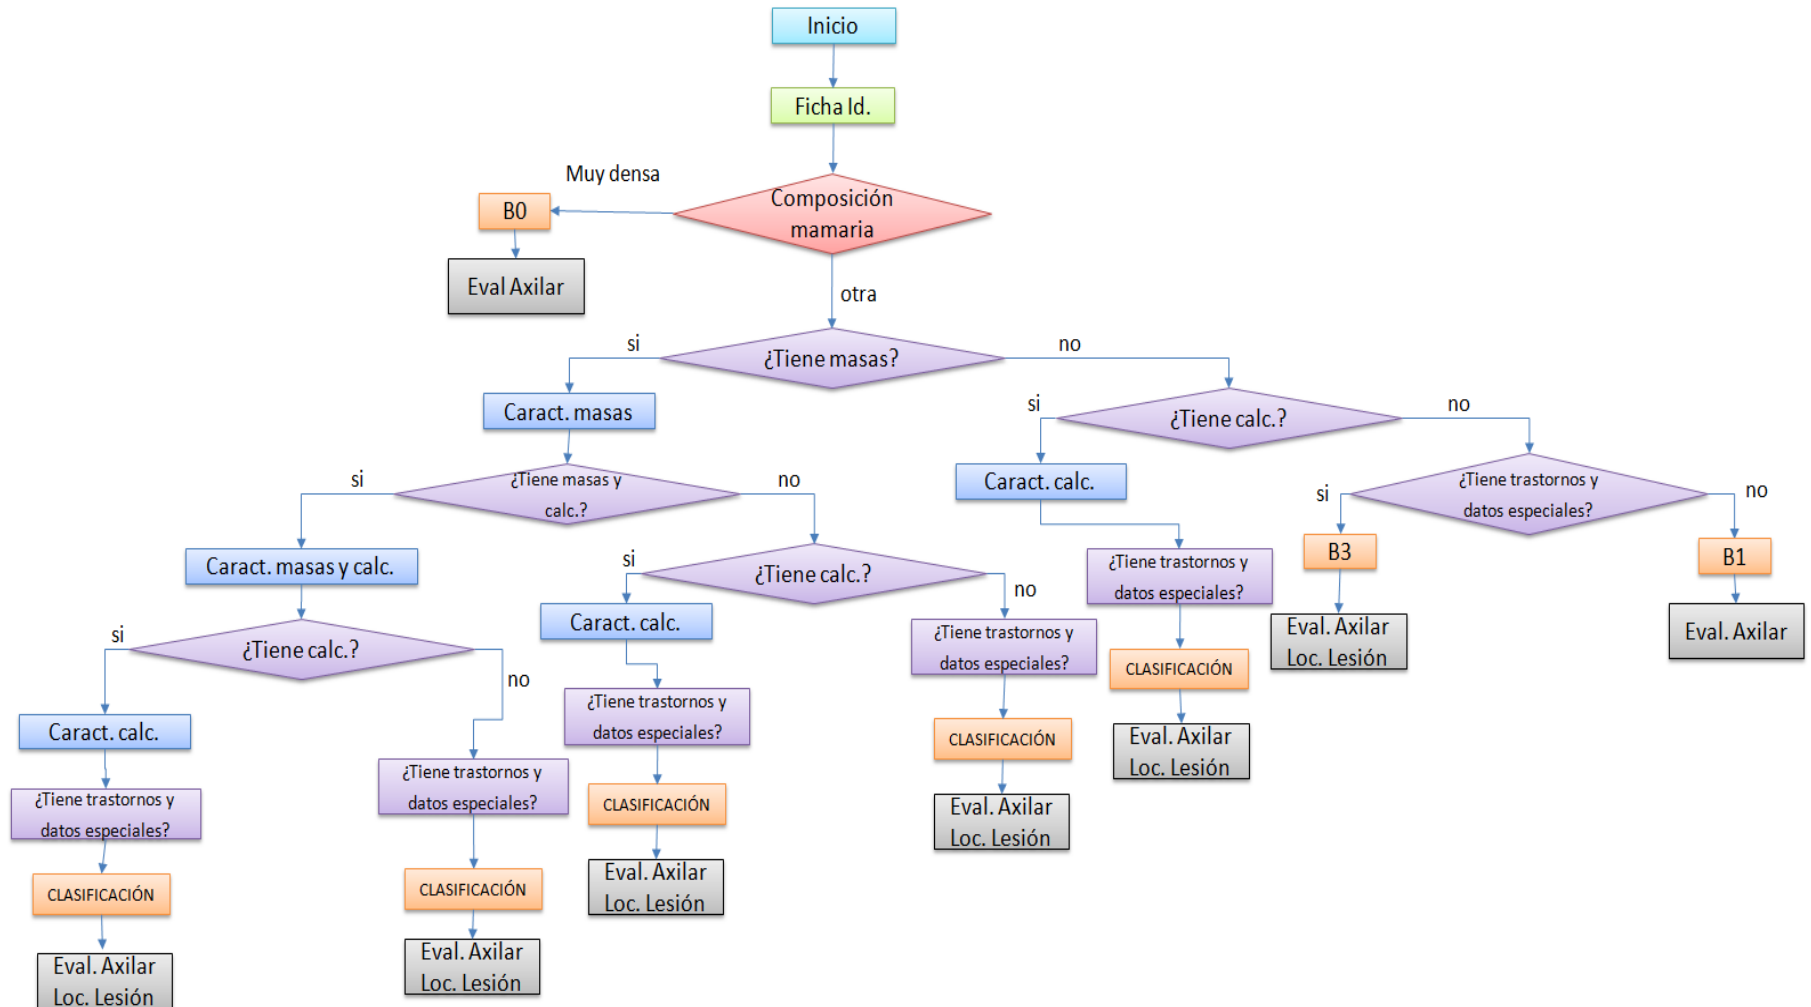 Inicio
Ficha Id.
Muy densa
Composición
mamaria
B0
Eval Axilar
otra
si
¿Tiene masas?
no
Caract. masas
si
¿Tiene calc.?
no
si
¿Tiene masas y
calc.?
no
Caract. calc.
si
¿Tiene trastornos y
datos especiales?
no
Caract. masas y calc.
si
¿Tiene calc.?
no
¿Tiene trastornos y
datos especiales?
B3
B1
Caract. calc.
¿Tiene trastornos y
datos especiales?
CLASIFICACIÓN
Eval. Axilar
Loc. Lesión
Eval. Axilar
si
¿Tiene calc.?
no
¿Tiene trastornos y
datos especiales?
CLASIFICACIÓN
Eval. Axilar
Loc. Lesión
Caract. calc.
¿Tiene trastornos y
datos especiales?
CLASIFICACIÓN
Eval. Axilar
Loc. Lesión
¿Tiene trastornos y
datos especiales?
CLASIFICACIÓN
Eval. Axilar
Loc. Lesión
CLASIFICACIÓN
Eval. Axilar
Loc. Lesión
Eval. Axilar
Loc. Lesión